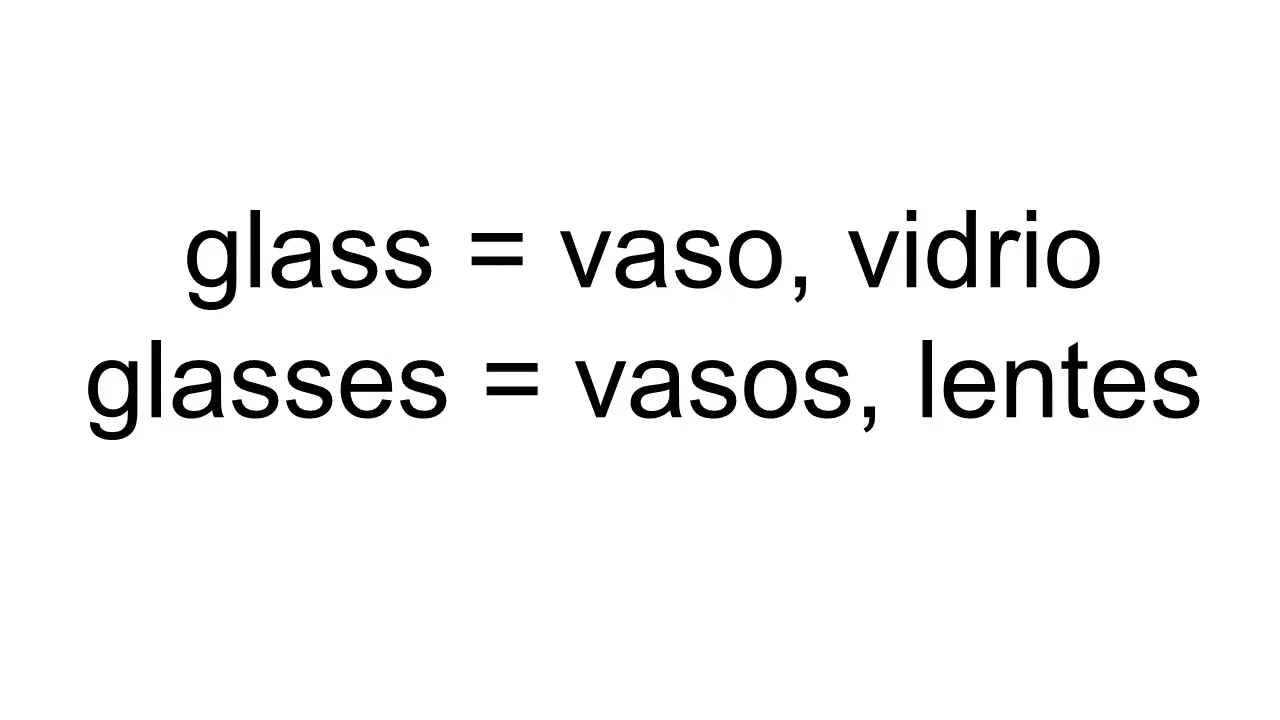 glass = vaso, vidrio
glasses = vasos, lentes